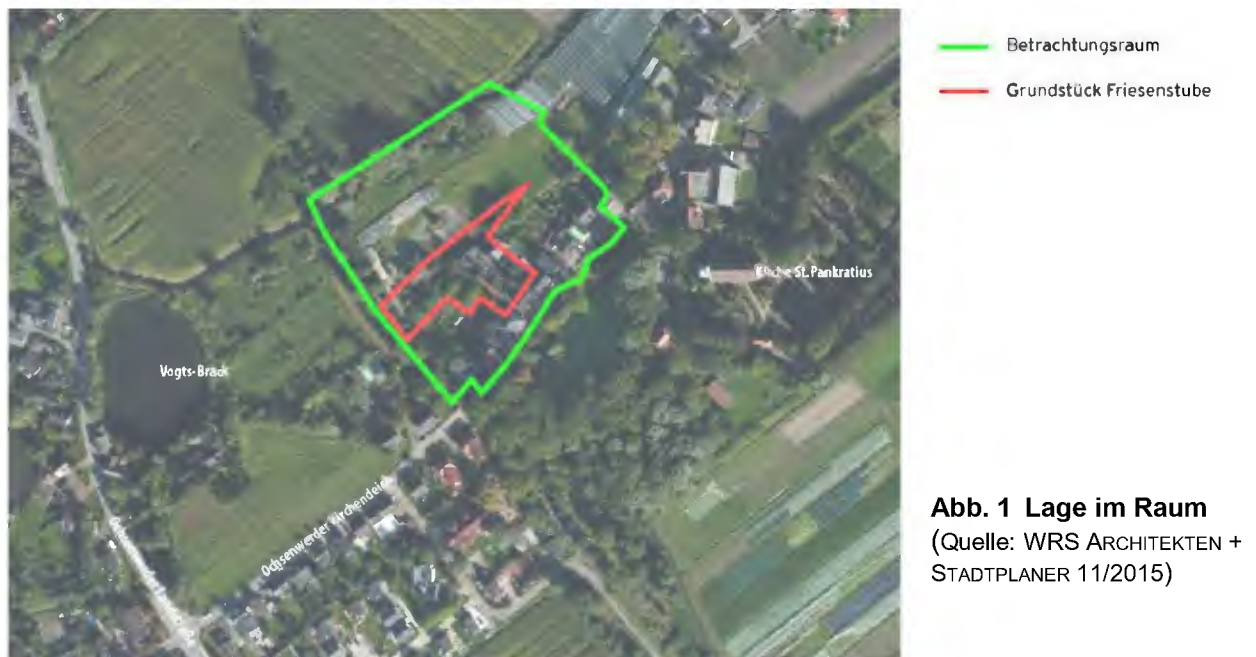 Betrachtungsraum
Grundstück Friesenstube
Kirche St. Pankratius
Vogts-Brack
Ochsenwerder Kirchendeich
Abb. 1 Lage im Raum
(Quelle: WRS ARCHITEKTEN +
STADTPLANER 11/2015)